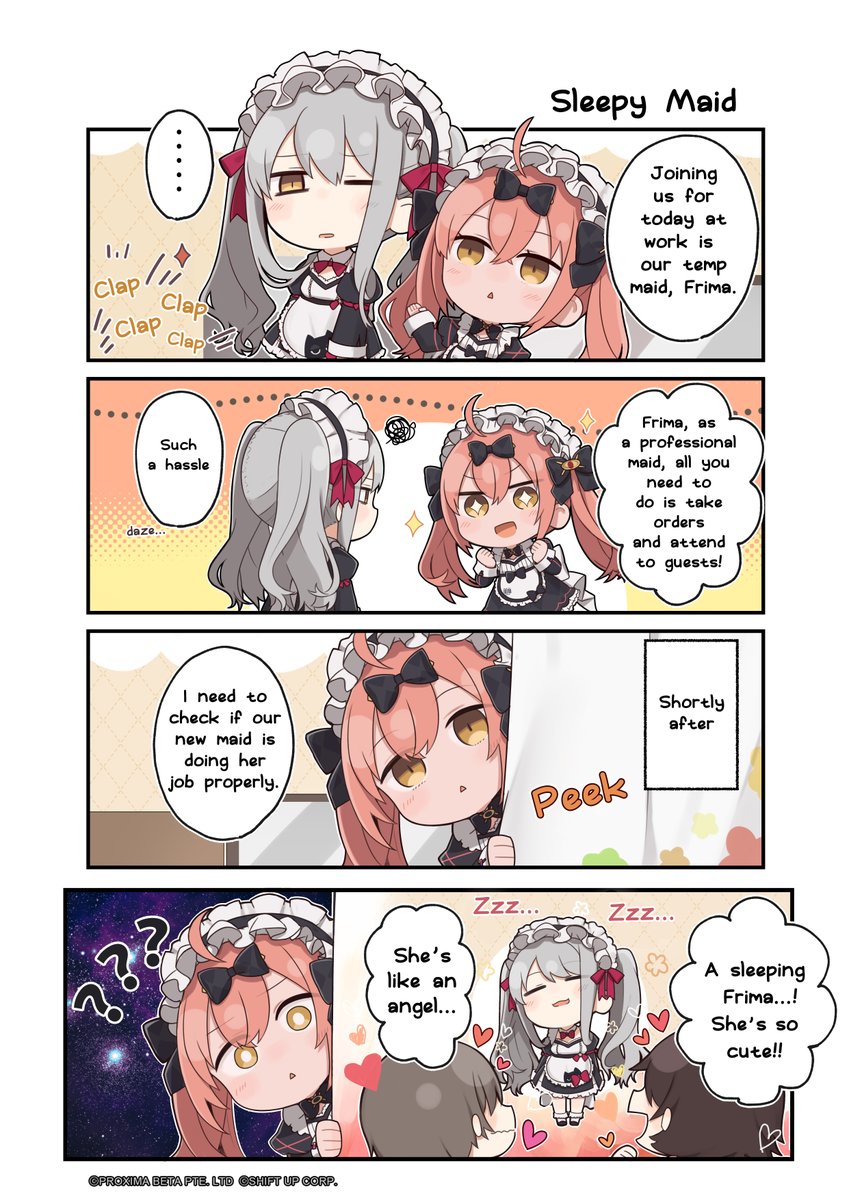 Sleepy Maid
Joining
us for
today at
work is
our temp
maid, Frima.
....
Clap
Clap
Clap
Clap
Frima, as
a professional
maid, all you
need to
do is take
orders
and attend
to guests!
Such
a hassle
daze...
Shortly
after
Peek
I need to
check if our
new maid is
doing her
job properly.
A sleeping
Frima...!
She's so
cute!!
Zzz...
Zzz...
She's
like an
angel...
???
©PROXIMA BETA PTE. LTD ©SHIFT UP CORP.